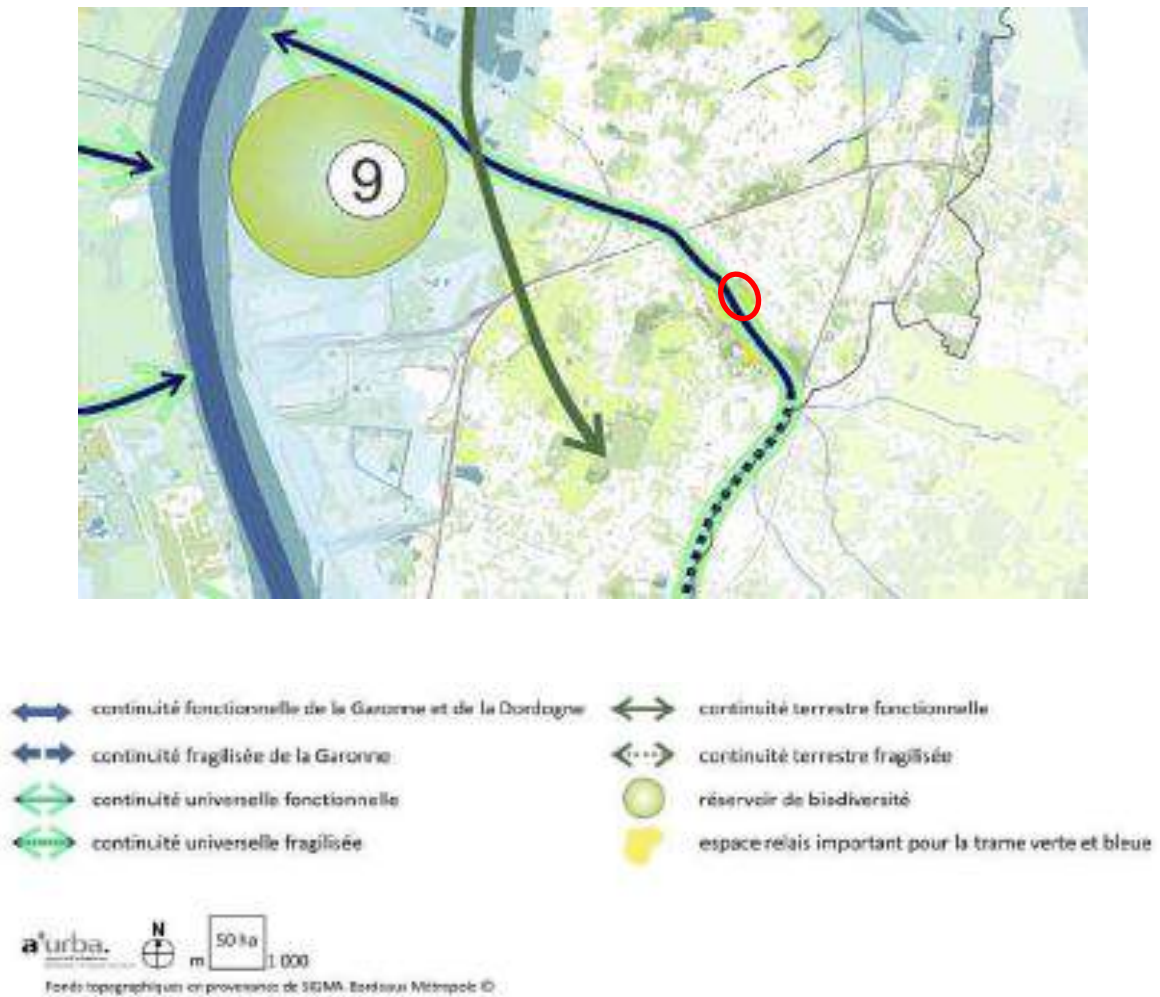 9
continuité fonctionnelle de la Garonne et de la Dordogne
continuité fragilisée de la Garonne
continuité universelle fonctionnelle
continuité universelle fragilisée
continuité terrestre fonctionnelle
continuité terrestre fragilisée
réservoir de biodiversité
espace relais important pour la trame verte et bleue
a'urba.
N
50 ha
m 1 000
Fonds topographiques en provenance de SIGMA Bordeaux Métropole ©